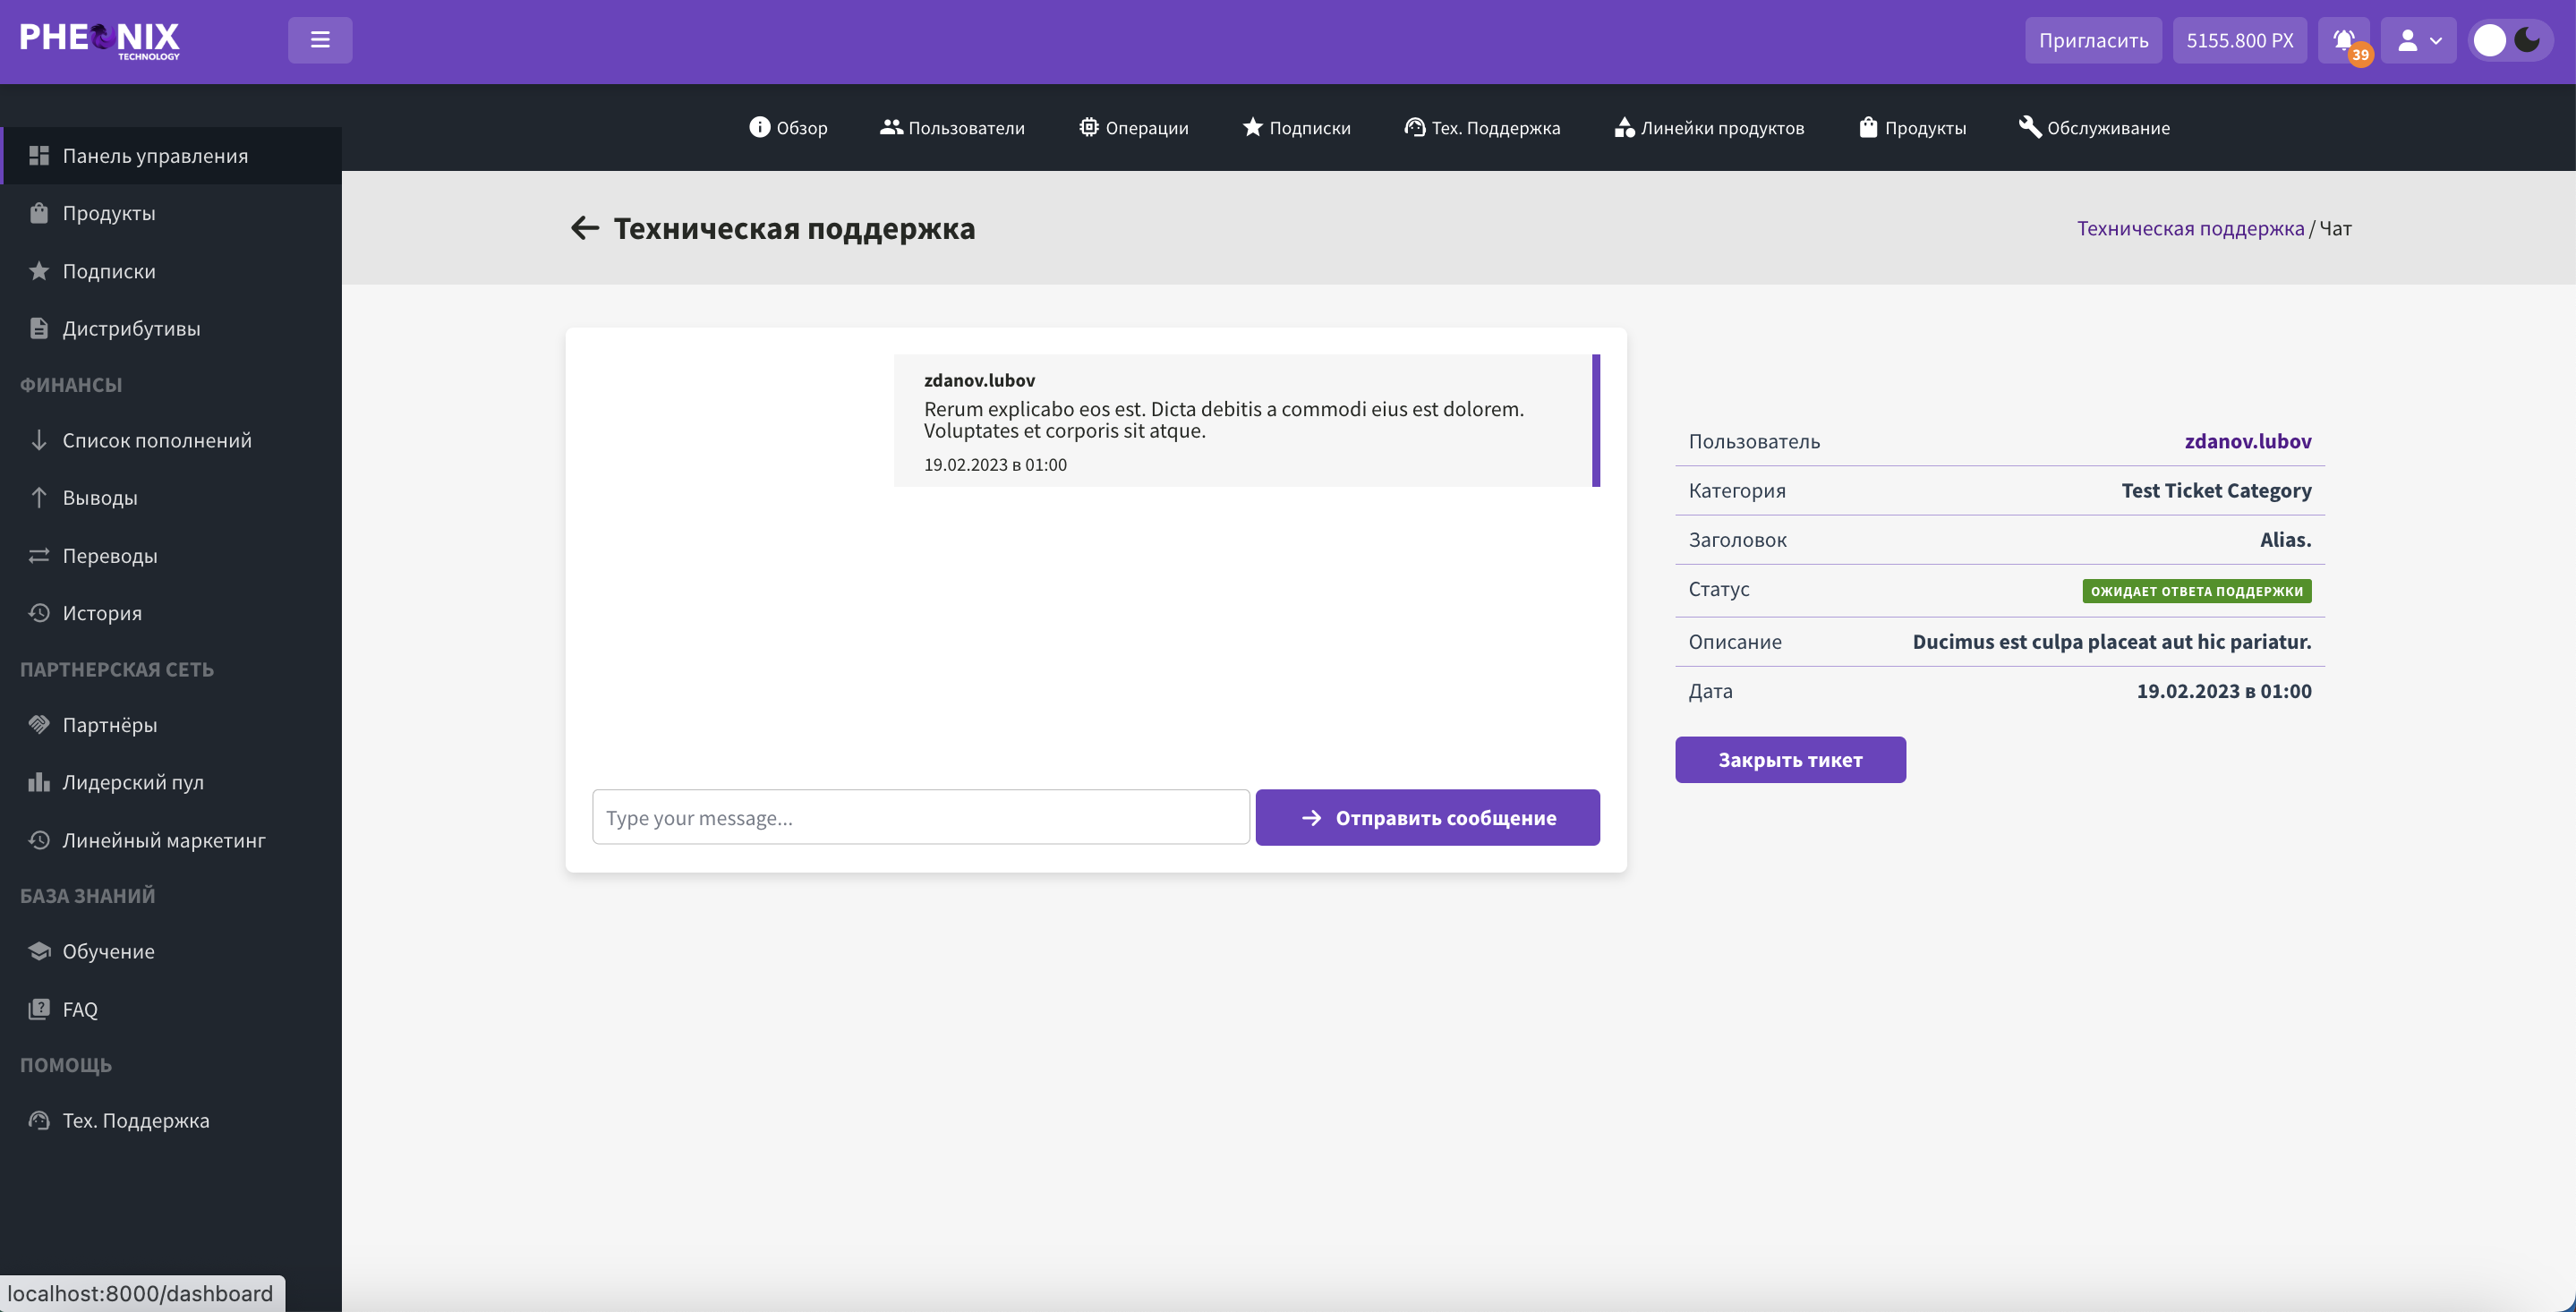 PHEONIX
TECHNOLOGY
Пригласить
5155.800 PX
39
Обзор
Пользователи
Операции
Подписки
Тех. Поддержка
Линейки продуктов
Продукты
Обслуживание
Панель управления
Продукты
Подписки
Дистрибутивы
ФИНАНСЫ
Список пополнений
Выводы
Переводы
История
ПАРТНЕРСКАЯ СЕТЬ
Партнёры
Лидерский пул
Линейный маркетинг
БАЗА ЗНАНИЙ
Обучение
FAQ
ПОМОЩЬ
Тех. Поддержка
localhost:8000/dashboard
Техническая поддержка
Техническая поддержка / Чат
zdanov.lubov
Rerum explicabo eos est. Dicta debitis a commodi eius est dolorem.
Voluptates et corporis sit atque.
19.02.2023 в 01:00
Type your message...
Отправить сообщение
Пользователь zdanov.lubov
Категория Test Ticket Category
Заголовок Alias.
Статус ОЖИДАЕТ ОТВЕТА ПОДДЕРЖКИ
Описание Ducimus est culpa placeat aut hic pariatur.
Дата 19.02.2023 в 01:00
Закрыть тикет